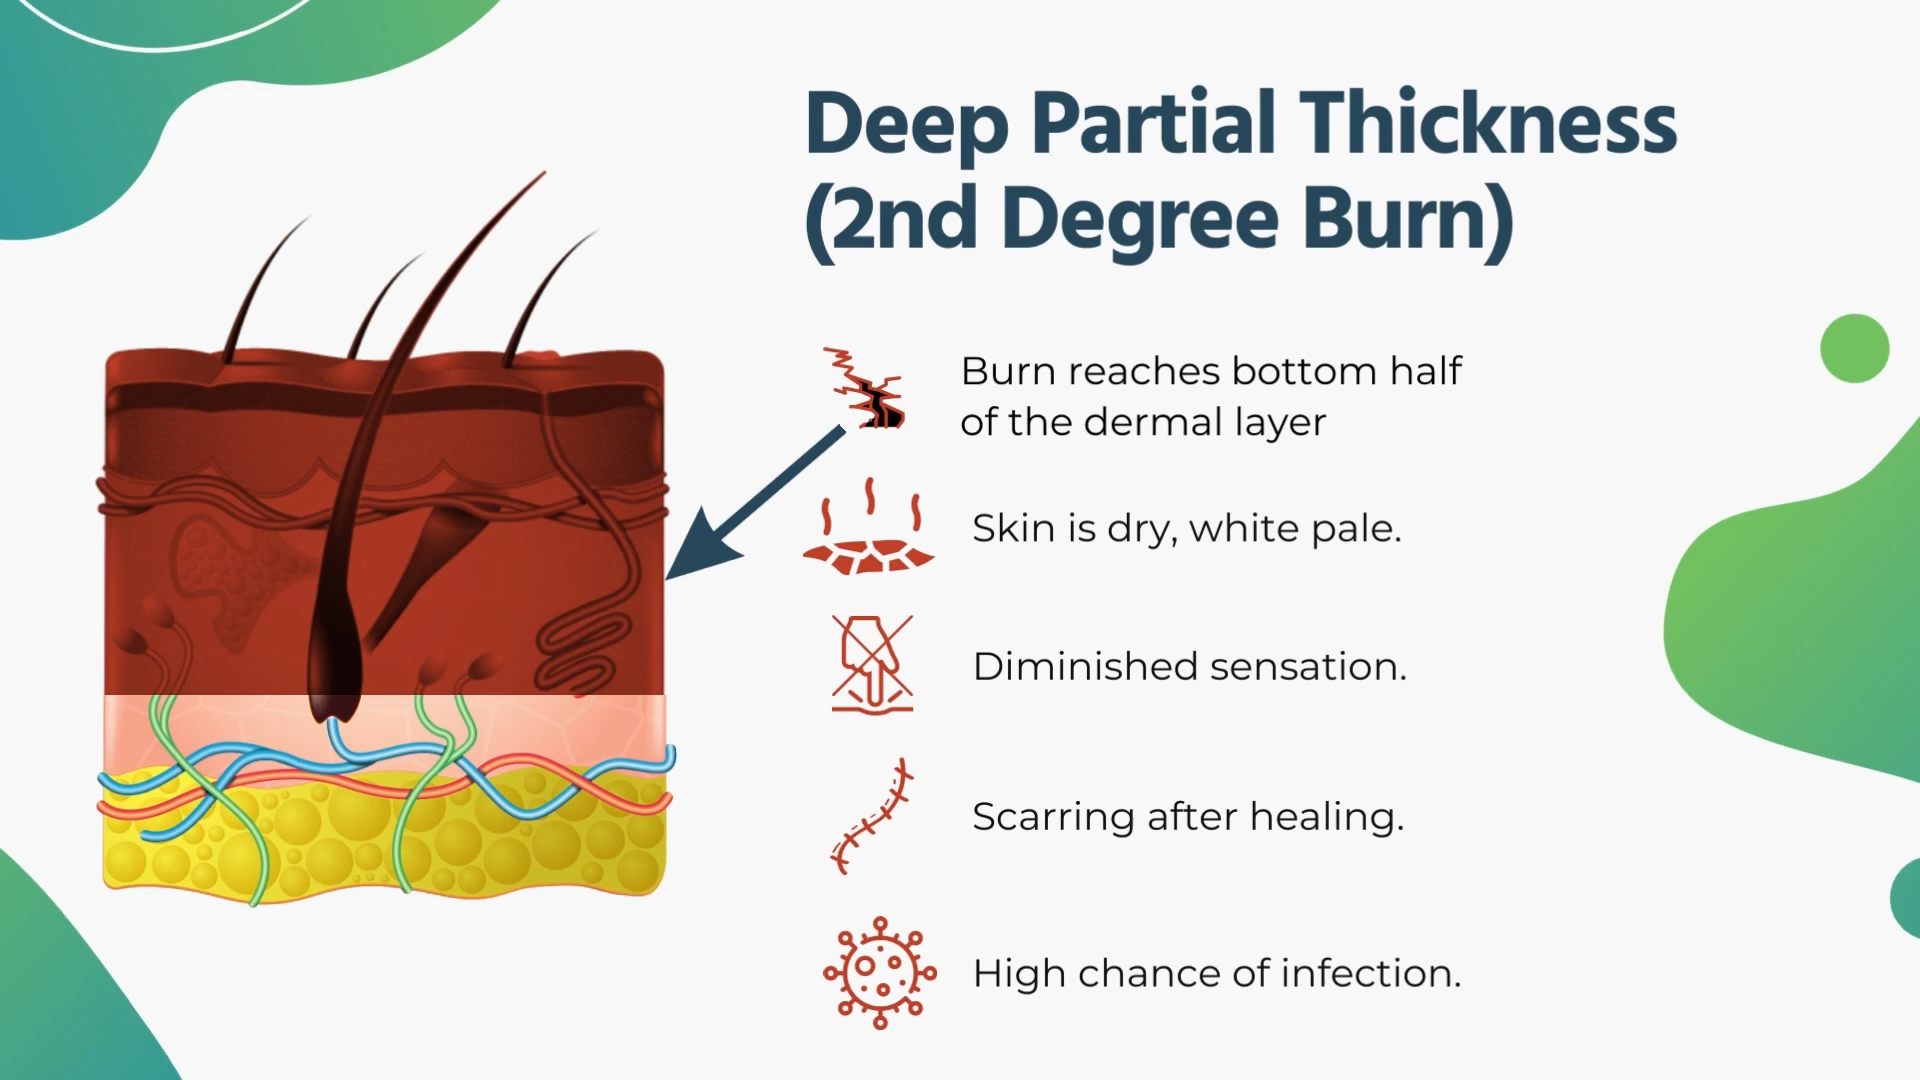 Deep Partial Thickness
(2nd Degree Burn)
Burn reaches bottom half
of the dermal layer
Skin is dry, white pale.
Diminished sensation.
Scarring after healing.
High chance of infection.